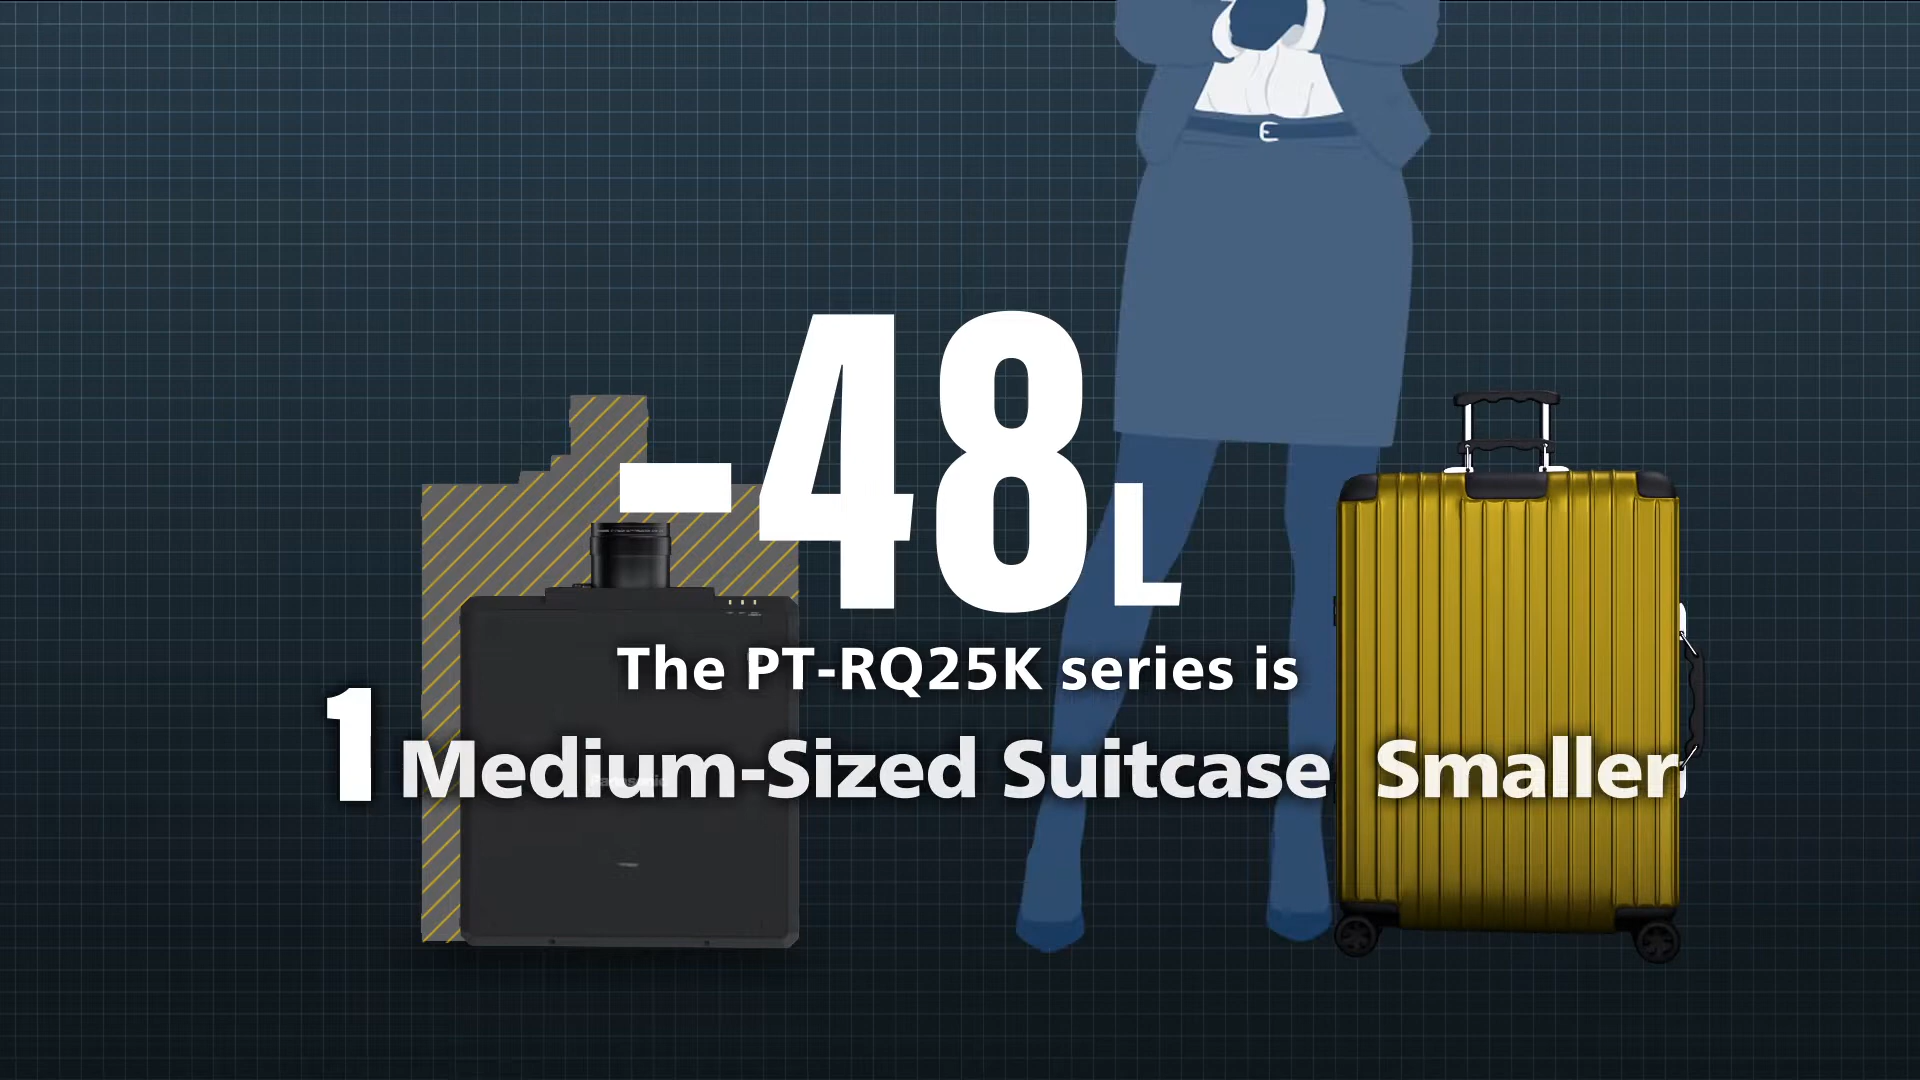 -48L
The PT-RQ25K series is
1 Medium-Sized Suitcase Smaller